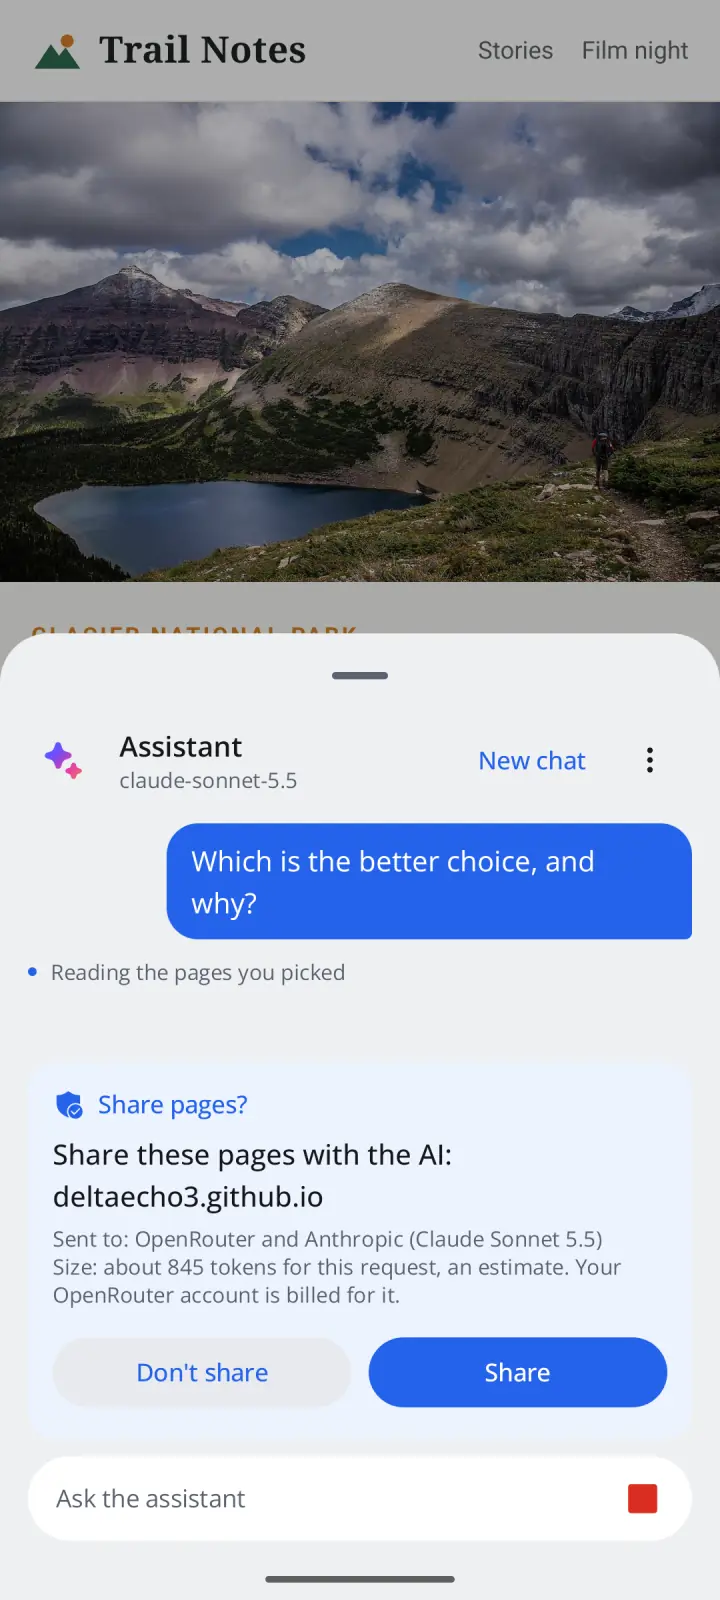 Trail Notes
Stories
Film night
GLACIER NATIONAL PARK
Assistant
claude-sonnet-5.5
New chat
Which is the better choice, and
why?
Reading the pages you picked
Share pages?
Share these pages with the AI:
deltaecho3.github.io
Sent to: OpenRouter and Anthropic (Claude Sonnet 5.5)
Size: about 845 tokens for this request, an estimate. Your
OpenRouter account is billed for it.
Don't share
Share
Ask the assistant